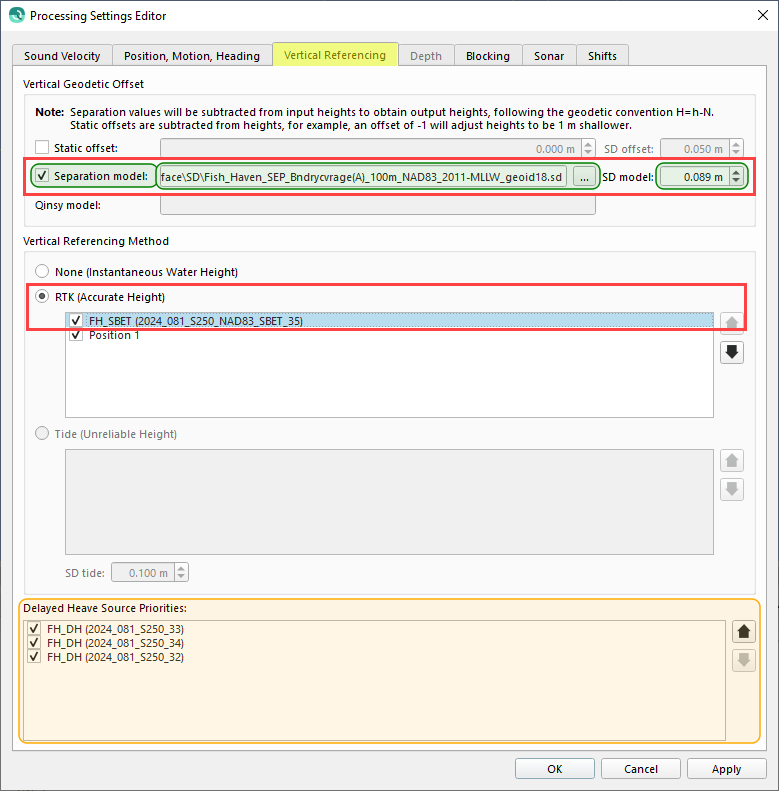 Processing Settings Editor
Sound Velocity Position, Motion, Heading Vertical Referencing Depth Blocking Sonar Shifts
Vertical Geodetic Offset
Note: Separation values will be subtracted from input heights to obtain output heights, following the geodetic convention H=h-N.
Static offsets are subtracted from heights, for example, an offset of -1 will adjust heights to be 1 m shallower.
Static offset: 0.000 m SD offset: 0.050 m
Separation model: face\SD\Fish_Haven_SEP_Bndrycvrage(A)_100m_NAD83_2011-MLLW_geoid18.sd ... SD model: 0.089 m
Qinsy model:
Vertical Referencing Method
None (Instantaneous Water Height)
RTK (Accurate Height)
FH_SBET (2024_081_S250_NAD83_SBET_35)
Position 1
Tide (Unreliable Height)
SD tide: 0.100 m
Delayed Heave Source Priorities:
FH_DH (2024_081_S250_33)
FH_DH (2024_081_S250_34)
FH_DH (2024_081_S250_32)
OK Cancel Apply